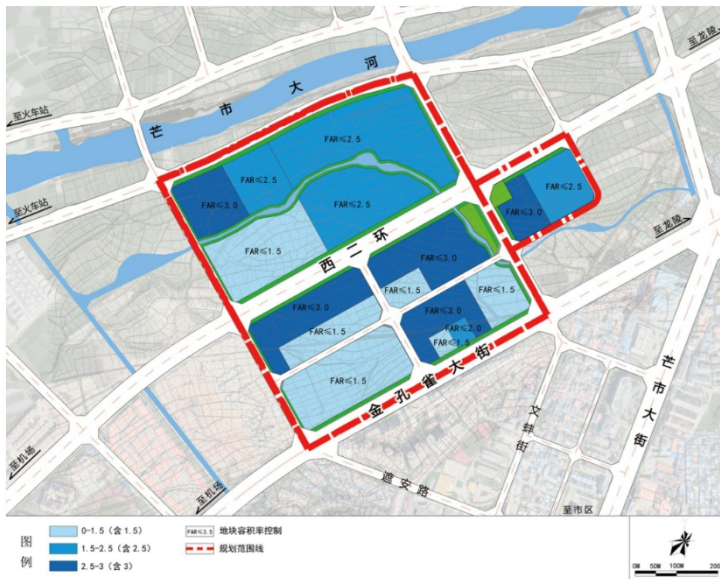 至龙陵
芒市大河
至火车站
FAR≤2.5
FAR≤2.5
FAR≤3.0
FAR≤2.5
FAR≤3.0
至火车站
FAR≤2.5
至龙陵
FAR≤1.5
西二环
FAR≤1.5
FAR≤1.5
FAR≤3.0
FAR≤3.0
FAR≤1.5
FAR≤2.0
FAR≤1.5
FAR≤1.5
金孔雀大街
芒市大街
至机场
至机场
遮安路
至市区
图例
0-1.5（含 1.5）
1.5-2.5（含 2.5）
2.5-3（含 3）
FAR≤3.5 地块容积率控制
规划范围线
0M 50M 100M 200